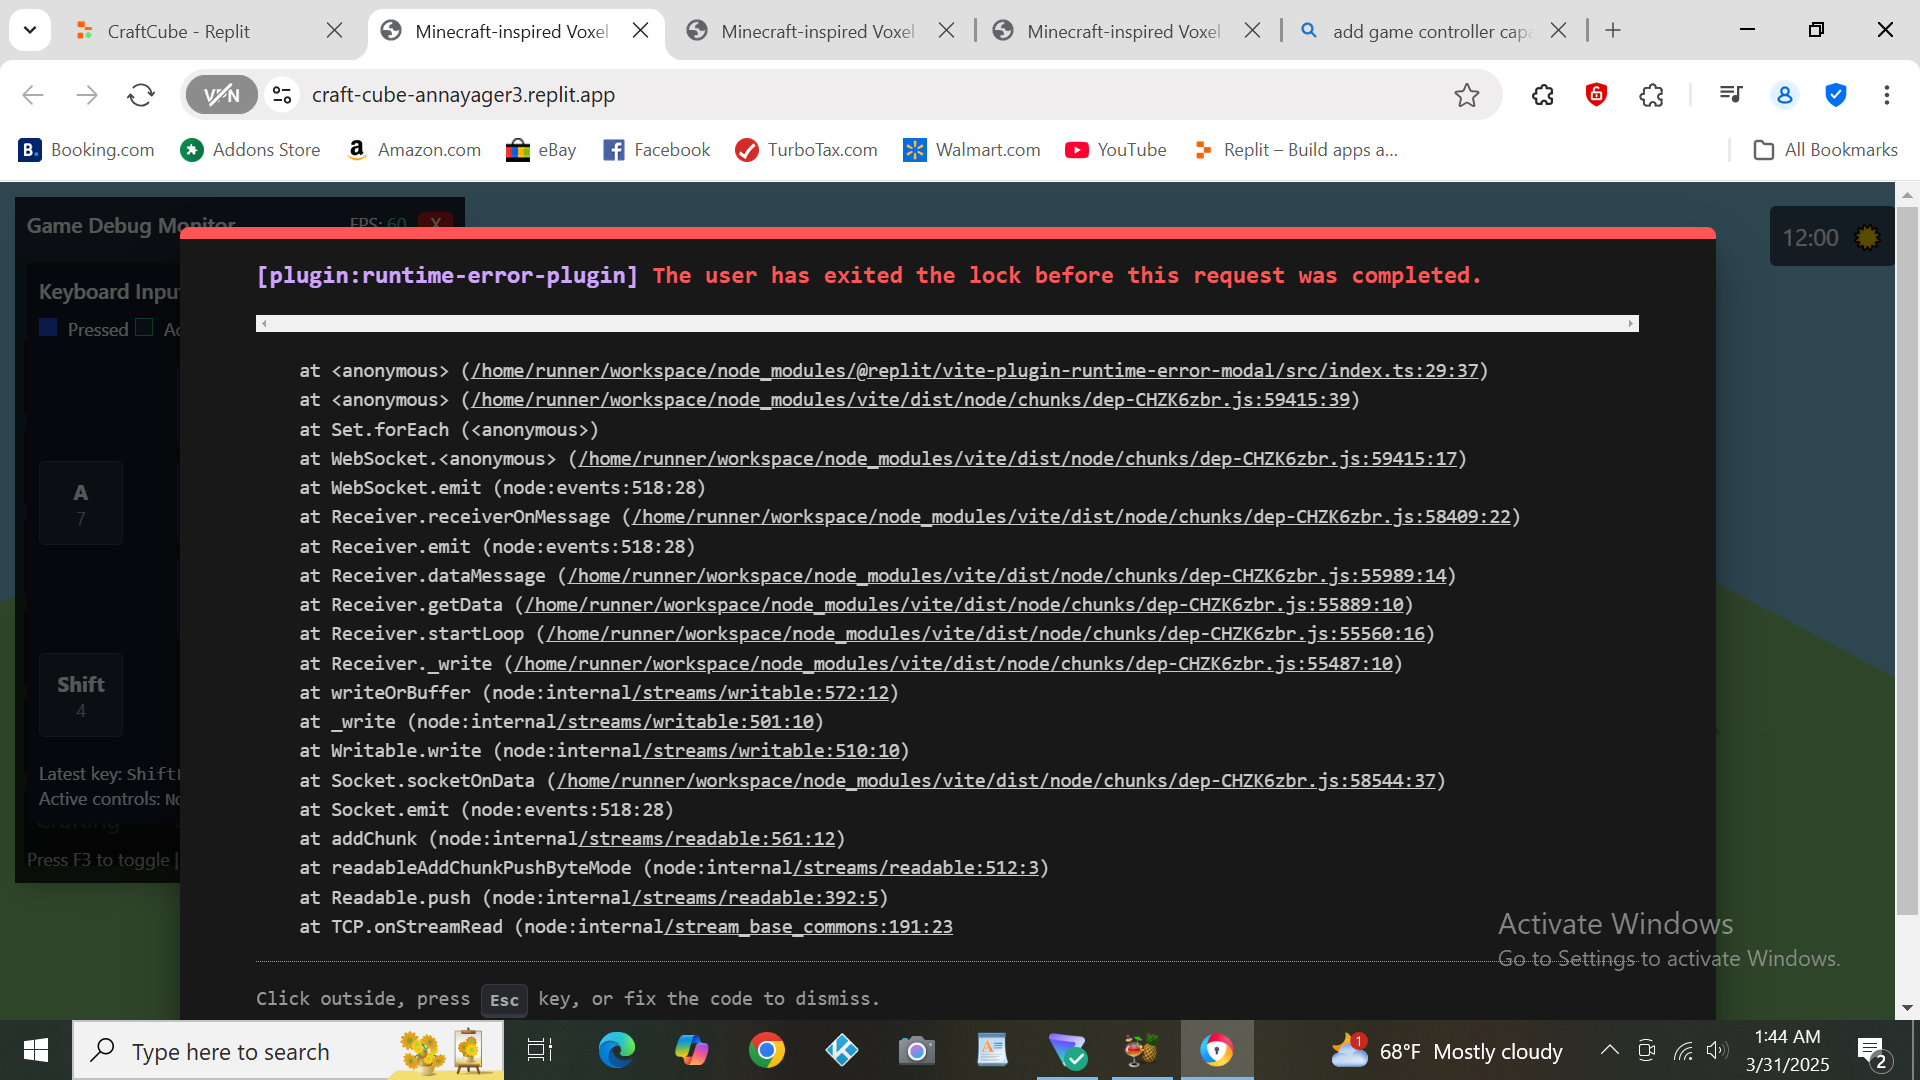 CraftCube - Replit
Minecraft-inspired Voxel
Minecraft-inspired Voxel
Minecraft-inspired Voxel
add game controller capa
VPN
craft-cube-annayager3.replit.app
B. Booking.com
Addons Store
Amazon.com
eBay
Facebook
TurboTax.com
Walmart.com
YouTube
Replit – Build apps a...
All Bookmarks
Game Debug Monitor
FPS: 60
X
12:00
[plugin:runtime-error-plugin] The user has exited the lock before this request was completed.
Keyboard Input
Pressed
A
7
Shift
4
Latest key: Shift
Active controls: No
Crafting
Press F3 to toggle |
at <anonymous> (/home/runner/workspace/node_modules/@replit/vite-plugin-runtime-error-modal/src/index.ts:29:37)
at <anonymous> (/home/runner/workspace/node_modules/vite/dist/node/chunks/dep-CHZK6zbr.js:59415:39)
at Set.forEach (<anonymous>)
at WebSocket.<anonymous> (/home/runner/workspace/node_modules/vite/dist/node/chunks/dep-CHZK6zbr.js:59415:17)
at WebSocket.emit (node:events:518:28)
at Receiver.receiverOnMessage (/home/runner/workspace/node_modules/vite/dist/node/chunks/dep-CHZK6zbr.js:58409:22)
at Receiver.emit (node:events:518:28)
at Receiver.dataMessage (/home/runner/workspace/node_modules/vite/dist/node/chunks/dep-CHZK6zbr.js:55989:14)
at Receiver.getData (/home/runner/workspace/node_modules/vite/dist/node/chunks/dep-CHZK6zbr.js:55889:10)
at Receiver.startLoop (/home/runner/workspace/node_modules/vite/dist/node/chunks/dep-CHZK6zbr.js:55560:16)
at Receiver._write (/home/runner/workspace/node_modules/vite/dist/node/chunks/dep-CHZK6zbr.js:55487:10)
at writeOrBuffer (node:internal/streams/writable:572:12)
at _write (node:internal/streams/writable:501:10)
at Writable.write (node:internal/streams/writable:510:10)
at Socket.socketOnData (/home/runner/workspace/node_modules/vite/dist/node/chunks/dep-CHZK6zbr.js:58544:37)
at Socket.emit (node:events:518:28)
at addChunk (node:internal/streams/readable:561:12)
at readableAddChunkPushByteMode (node:internal/streams/readable:512:3)
at Readable.push (node:internal/streams/readable:392:5)
at TCP.onStreamRead (node:internal/stream_base_commons:191:23
Click outside, press Esc key, or fix the code to dismiss.
Activate Windows
Go to Settings to activate Windows.
Type here to search
1
68°F Mostly cloudy
1:44 AM
3/31/2025
2